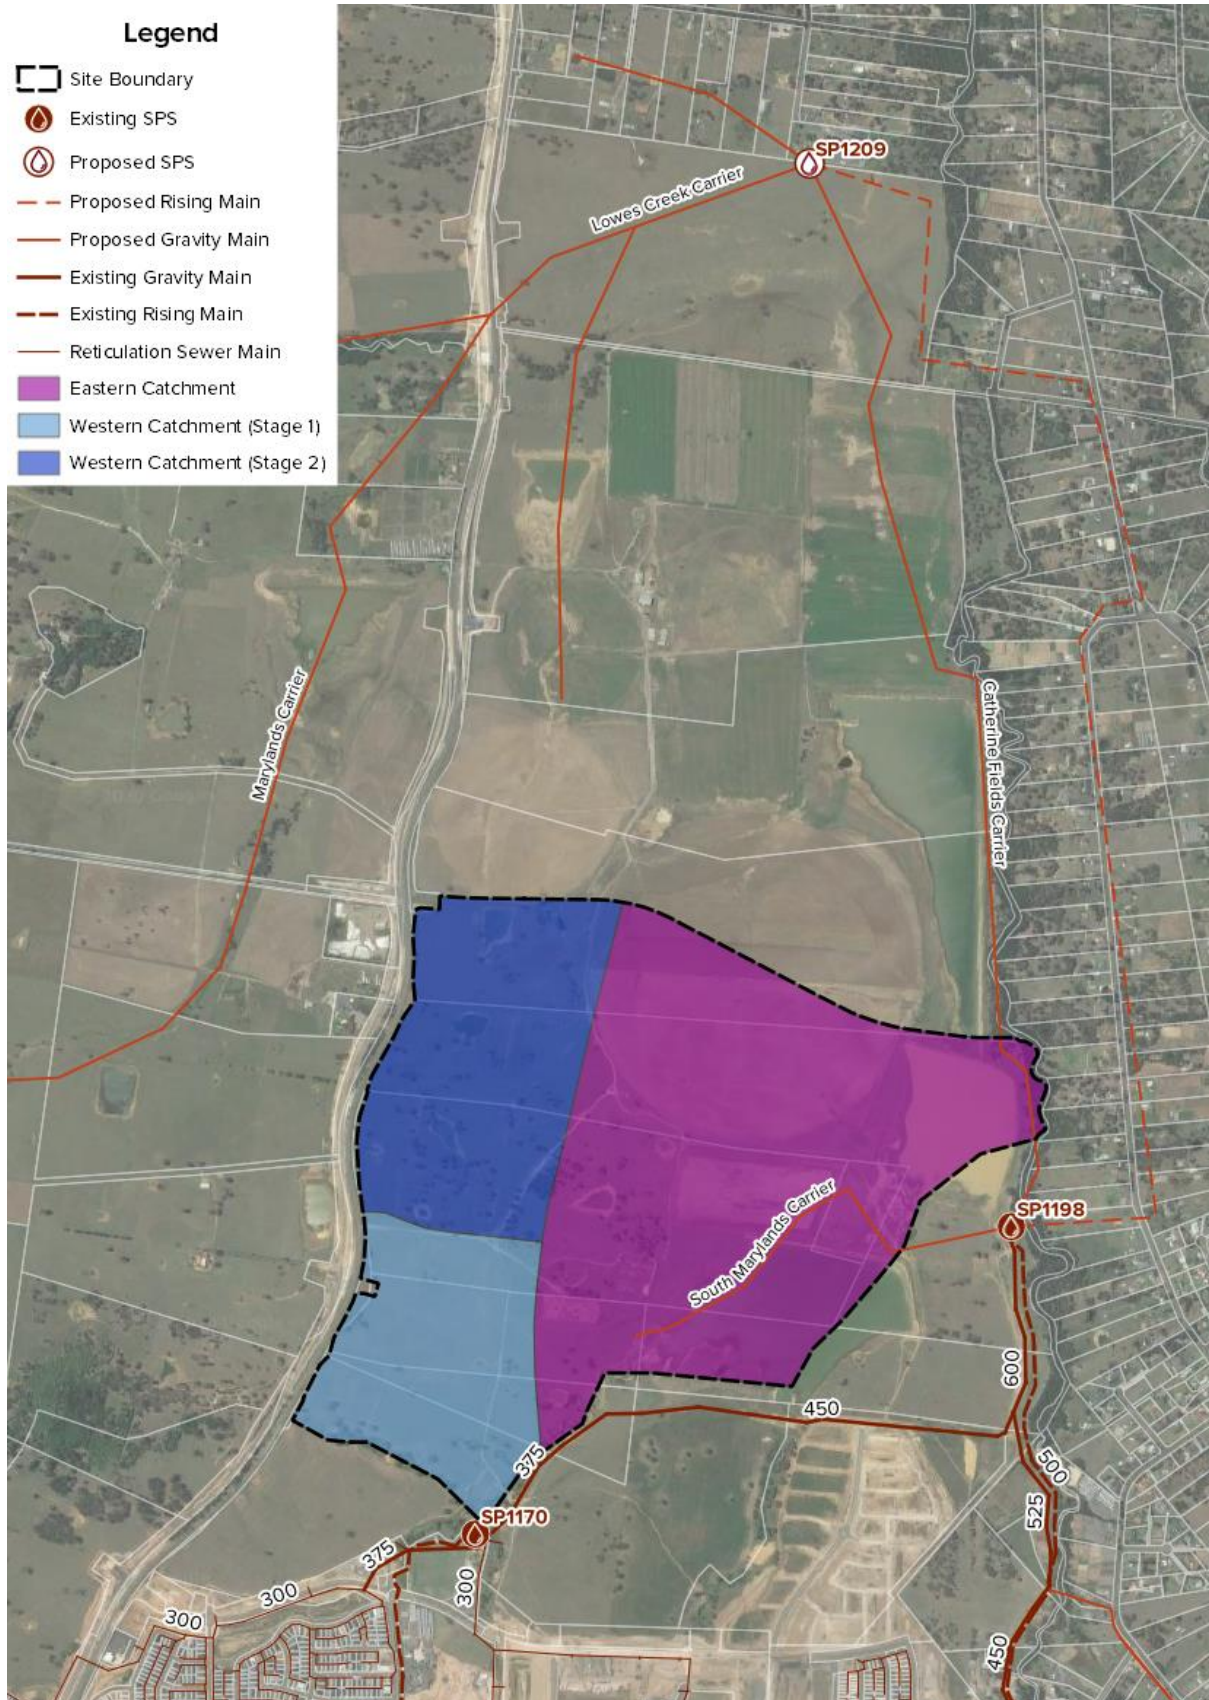 Legend
Site Boundary
Existing SPS
Proposed SPS
Proposed Rising Main
Proposed Gravity Main
Existing Gravity Main
Existing Rising Main
Reticulation Sewer Main
Eastern Catchment
Western Catchment (Stage 1)
Western Catchment (Stage 2)
SP1209
Lowes Creek Carrier
Marylands Carrier
Catherine Fields Carrier
South Marylands Carrier
SP1198
600
450
375
500
525
SP1170
375
300
300
300
450